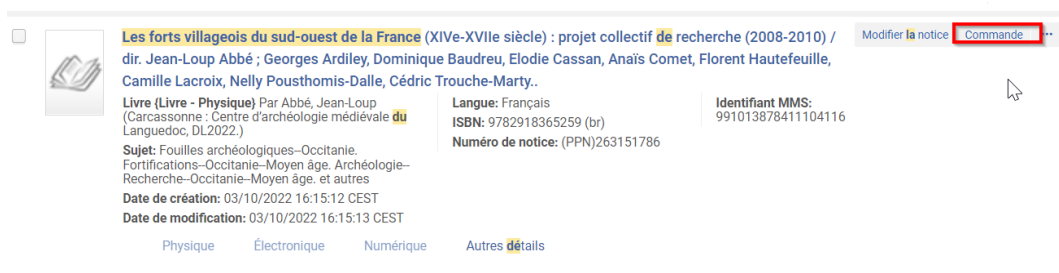 Les forts villageois du sud-ouest de la France (XIVe-XVIIe siècle) : projet collectif de recherche (2008-2010) /
dir. Jean-Loup Abbé ; Georges Ardiley, Dominique Baudreu, Elodie Cassan, Anaïs Comet, Florent Hautefeuille,
Camille Lacroix, Nelly Pousthomis-Dalle, Cédric Trouche-Marty..
Modifier la notice Commande ...
Livre {Livre - Physique} Par Abbé, Jean-Loup
(Carcassonne : Centre d'archéologie médiévale du
Languedoc, DL2022.)
Sujet: Fouilles archéologiques--Occitanie.
Fortifications--Occitanie--Moyen âge. Archéologie--
Recherche--Occitanie--Moyen âge. et autres
Date de création: 03/10/2022 16:15:12 CEST
Date de modification: 03/10/2022 16:15:13 CEST
Langue: Français
ISBN: 9782918365259 (br)
Numéro de notice: (PPN)263151786
Identifiant MMS:
991013878411104116
Physique Électronique Numérique Autres détails